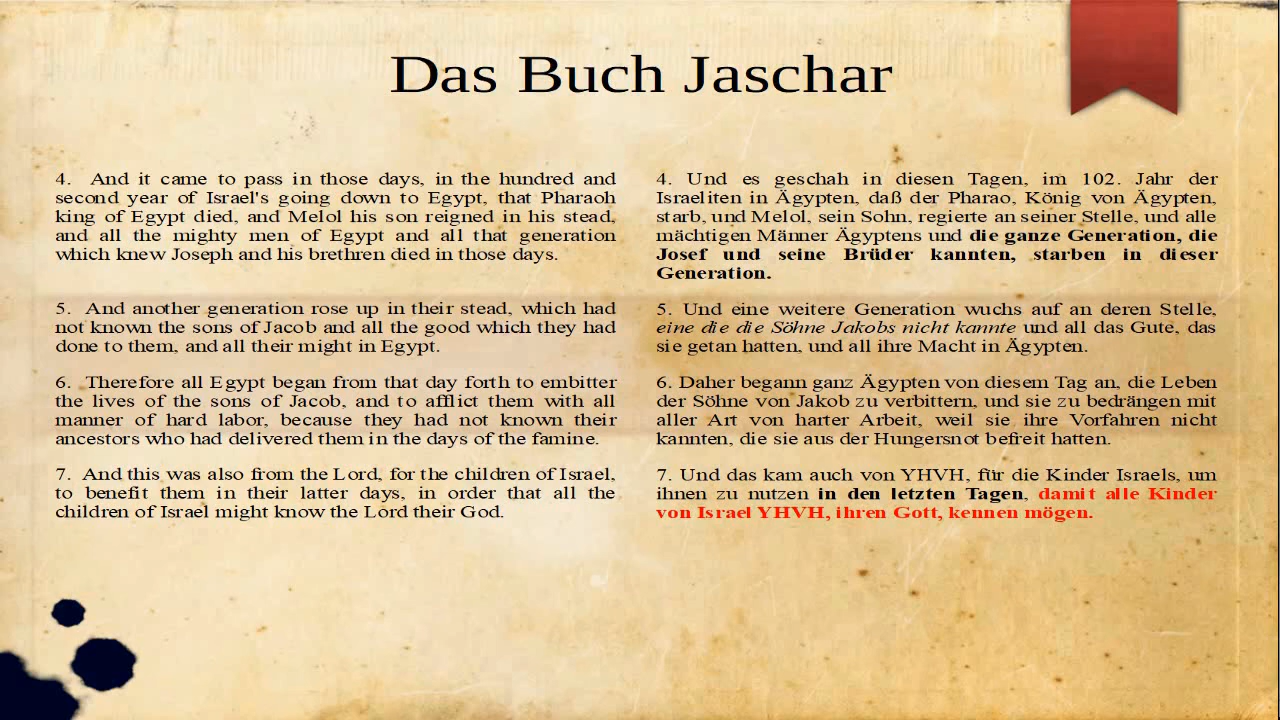 Das Buch Jaschar
4. And it came to pass in those days, in the hundred and
second year of Israel's going down to Egypt, that Pharaoh
king of Egypt died, and Melol his son reigned in his stead,
and all the mighty men of Egypt and all that generation
which knew Joseph and his brethren died in those days.
5. And another generation rose up in their stead, which had
not known the sons of Jacob and all the good which they had
done to them, and all their might in Egypt.
6. Therefore all Egypt began from that day forth to embitter
the lives of the sons of Jacob, and to afflict them with all
manner of hard labor, because they had not known their
ancestors who had delivered them in the days of the famine.
7. And this was also from the Lord, for the children of Israel,
to benefit them in their latter days, in order that all the
children of Israel might know the Lord their God.
4. Und es geschah in diesen Tagen, im 102. Jahr der
Israeliten in Ägypten, daß der Pharao, König von Ägypten,
starb, und Melol, sein Sohn, regierte an seiner Stelle, und alle
mächtigen Männer Ägyptens und die ganze Generation, die
Josef und seine Brüder kannten, starben in dieser
Generation.
5. Und eine weitere Generation wuchs auf an deren Stelle,
eine die die Söhne Jakobs nicht kannte und all das Gute, das
sie getan hatten, und all ihre Macht in Ägypten.
6. Daher begann ganz Ägypten von diesem Tag an, die Leben
der Söhne von Jakob zu verbittern, und sie zu bedrängen mit
aller Art von harter Arbeit, weil sie ihre Vorfahren nicht
kannten, die sie aus der Hungersnot befreit hatten.
7. Und das kam auch von YHVH, für die Kinder Israels, um
ihnen zu nutzen in den letzten Tagen, damit alle Kinder
von Israel YHVH, ihren Gott, kennen mögen.